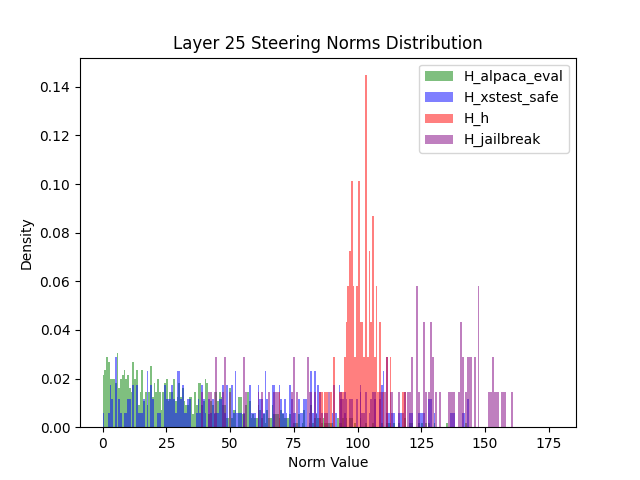 Layer 25 Steering Norms Distribution
H_alpaca_eval
H_xstest_safe
H_h
H_jailbreak
0.14
0.12
0.10
0.08
0.06
0.04
0.02
0.00
Density
0
25
50
75
100
125
150
175
Norm Value